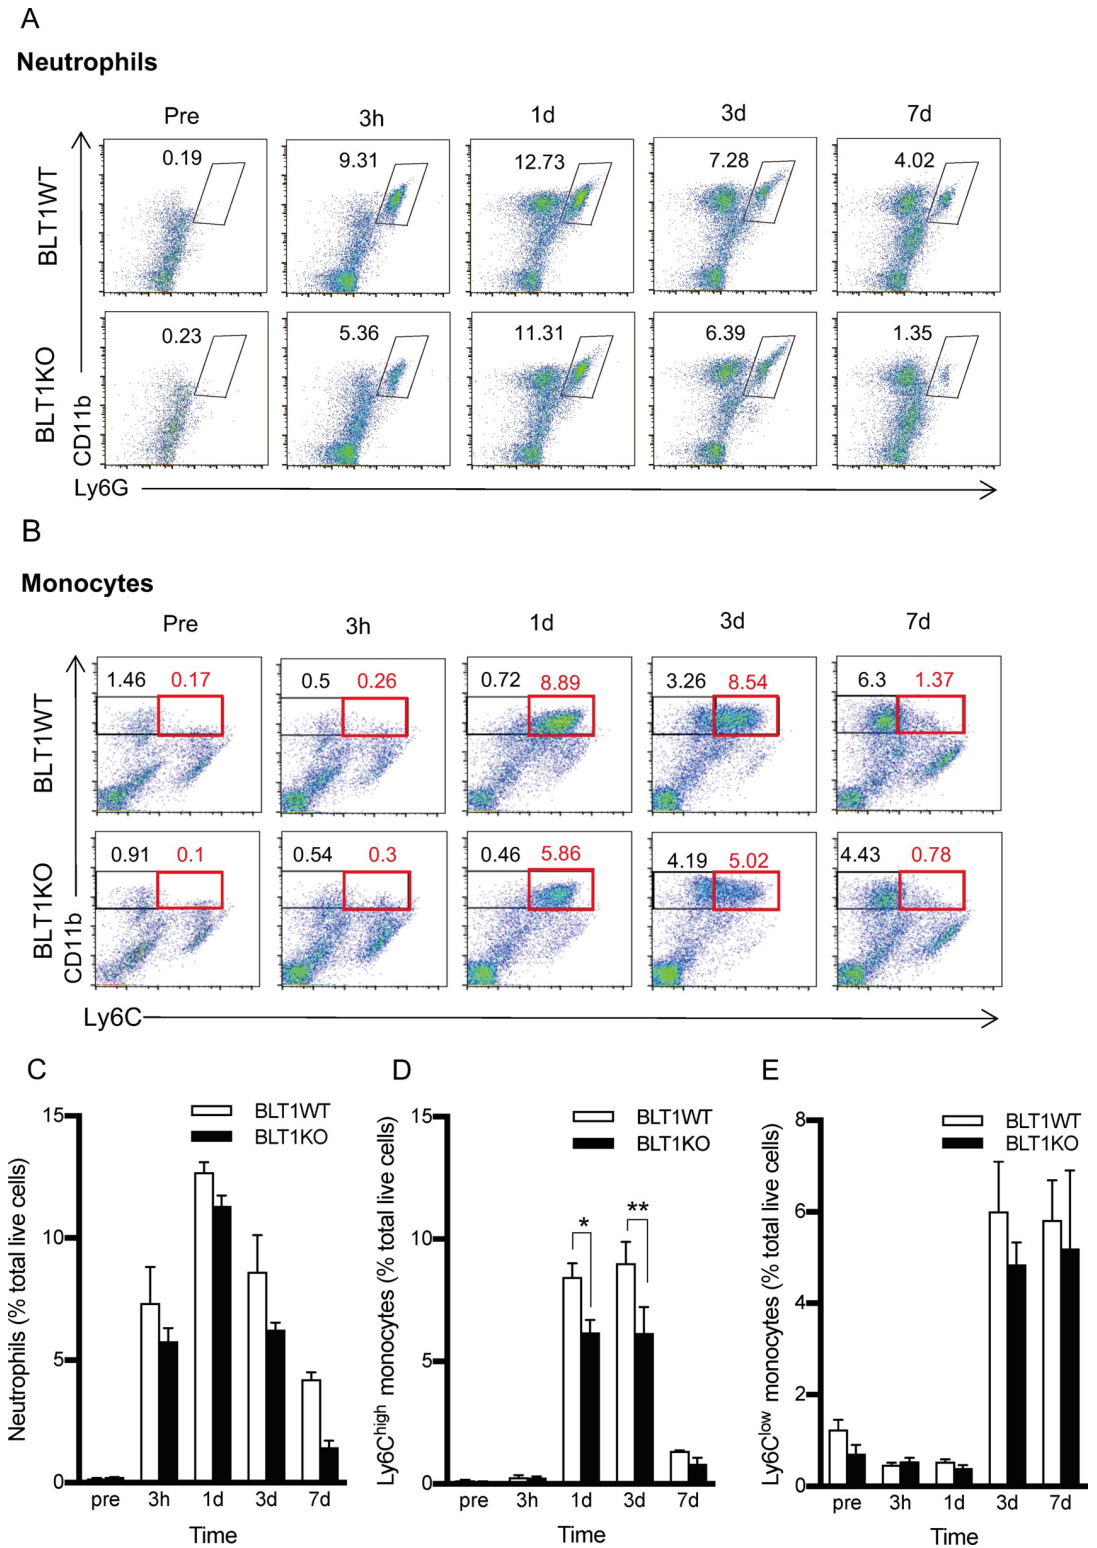 A
Neutrophils
Pre 3h 1d 3d 7d
BLT1WT
0.19 9.31 12.73 7.28 4.02
BLT1KO
CD11b
0.23 5.36 11.31 6.39 1.35
Ly6G
B
Monocytes
Pre 3h 1d 3d 7d
BLT1WT
1.46 0.17 0.5 0.26 0.72 8.89 3.26 8.54 6.3 1.37
BLT1KO
CD11b
0.91 0.1 0.54 0.3 0.46 5.86 4.19 5.02 4.43 0.78
Ly6C
C
BLT1WT
BLT1KO
Neutrophils (% total live cells)
15
10
5
0
pre 3h 1d 3d 7d
Time
D
BLT1WT
BLT1KO
Ly6Chigh monocytes (% total live cells)
15
10
5
0
* **
pre 3h 1d 3d 7d
Time
E
BLT1WT
BLT1KO
Ly6Clow monocytes (% total live cells)
8
6
4
2
0
pre 3h 1d 3d 7d
Time